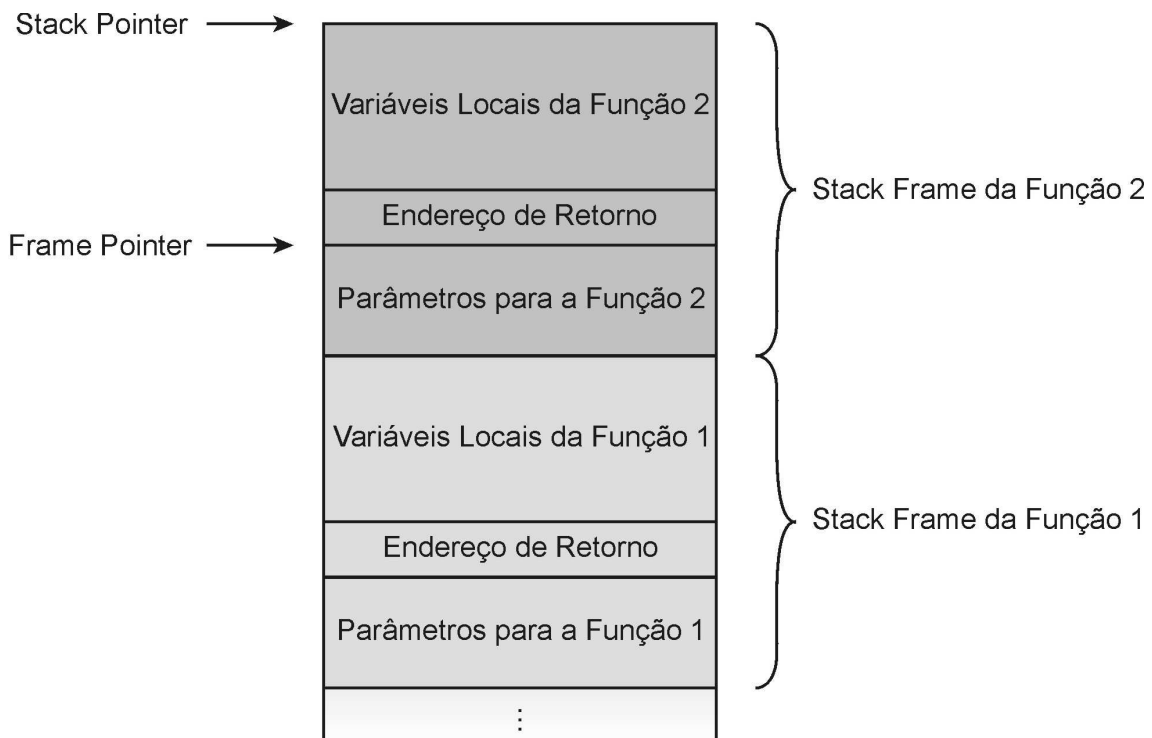 Stack Pointer
Variáveis Locais da Função 2
Stack Frame da Função 2
Endereço de Retorno
Frame Pointer
Parâmetros para a Função 2
Variáveis Locais da Função 1
Stack Frame da Função 1
Endereço de Retorno
Parâmetros para a Função 1
⋮